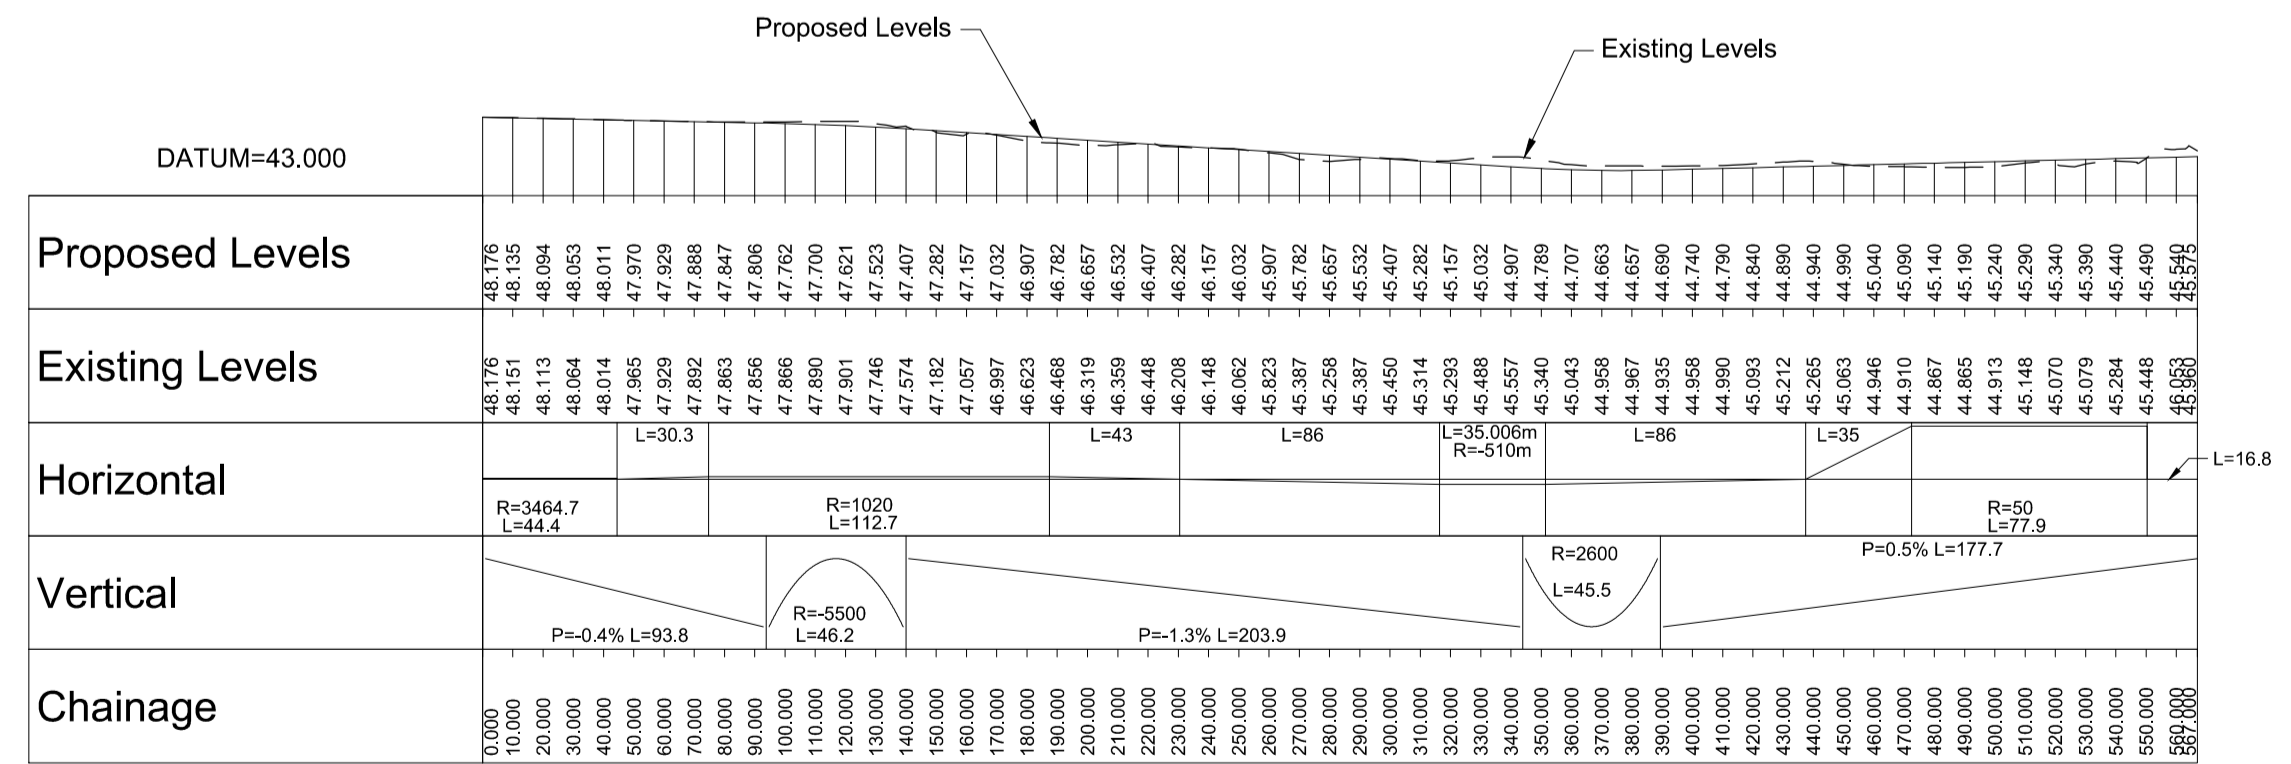 Proposed Levels
Existing Levels
DATUM=43.000
Proposed Levels
48.176 48.135 48.094 48.053 48.011 47.970 47.929 47.888 47.847 47.806 47.762 47.700 47.621 47.523 47.407 47.282 47.157 47.032 46.907 46.782 46.657 46.532 46.407 46.282 46.157 46.032 45.907 45.782 45.657 45.532 45.407 45.282 45.157 45.032 44.907 44.789 44.707 44.663 44.657 44.690 44.740 44.790 44.840 44.890 44.940 44.990 45.040 45.090 45.140 45.190 45.240 45.290 45.340 45.390 45.440 45.490 45.540 45.575
Existing Levels
48.176 48.151 48.113 48.064 48.014 47.965 47.929 47.892 47.863 47.856 47.866 47.890 47.901 47.746 47.574 47.182 47.057 46.997 46.623 46.468 46.319 46.359 46.448 46.208 46.148 46.062 45.823 45.387 45.258 45.387 45.450 45.314 45.293 45.488 45.557 45.340 45.043 44.958 44.967 44.935 44.958 44.990 45.093 45.212 45.265 45.063 44.946 44.910 44.867 44.865 44.913 45.148 45.070 45.079 45.284 45.448 46.053 45.960
Horizontal
R=3464.7
L=44.4
L=30.3
R=1020
L=112.7
L=43
L=86
L=35.006m
R=-510m
L=86
L=35
R=50
L=77.9
L=16.8
Vertical
P=-0.4% L=93.8
R=-5500
L=46.2
P=-1.3% L=203.9
R=2600
L=45.5
P=0.5% L=177.7
Chainage
0.000 10.000 20.000 30.000 40.000 50.000 60.000 70.000 80.000 90.000 100.000 110.000 120.000 130.000 140.000 150.000 160.000 170.000 180.000 190.000 200.000 210.000 220.000 230.000 240.000 250.000 260.000 270.000 280.000 290.000 300.000 310.000 320.000 330.000 340.000 350.000 360.000 370.000 380.000 390.000 400.000 410.000 420.000 430.000 440.000 450.000 460.000 470.000 480.000 490.000 500.000 510.000 520.000 530.000 540.000 550.000 560.000 567.000